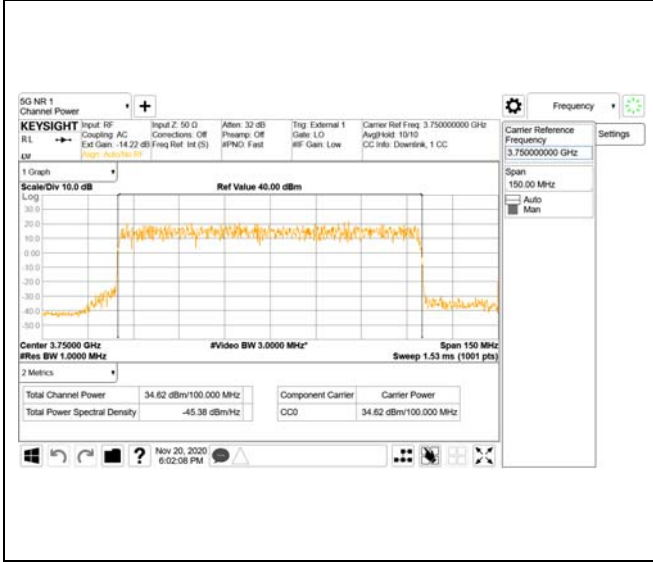 5G NR 1
Channel Power
Frequency
KEYSIGHT
RL
LXI
Input: RF
Coupling: AC
Ext Gain: -14.22 dB
Align: Auto/No RF
Input Z: 50 Ω
Corrections: Off
Freq Ref: Int (S)
Atten: 32 dB
Preamp: Off
#PNO: Fast
Trig: External 1
Gate: LO
#IF Gain: Low
Carrier Ref Freq: 3.750000000 GHz
Avg|Hold: 10/10
CC Info: Downlink, 1 CC
Carrier Reference
Frequency
3.750000000 GHz
Settings
Span
150.00 MHz
Auto
Man
1 Graph
Scale/Div 10.0 dB
Ref Value 40.00 dBm
Log
30.0
20.0
10.0
0.00
-10.0
-20.0
-30.0
-40.0
-50.0
Center 3.75000 GHz
#Video BW 3.0000 MHz*
Span 150 MHz
#Res BW 1.0000 MHz
Sweep 1.53 ms (1001 pts)
2 Metrics
Total Channel Power 34.62 dBm/100.000 MHz
Total Power Spectral Density -45.38 dBm/Hz
Component Carrier Carrier Power
CC0 34.62 dBm/100.000 MHz
?
Nov 20, 2020
6:02:08 PM